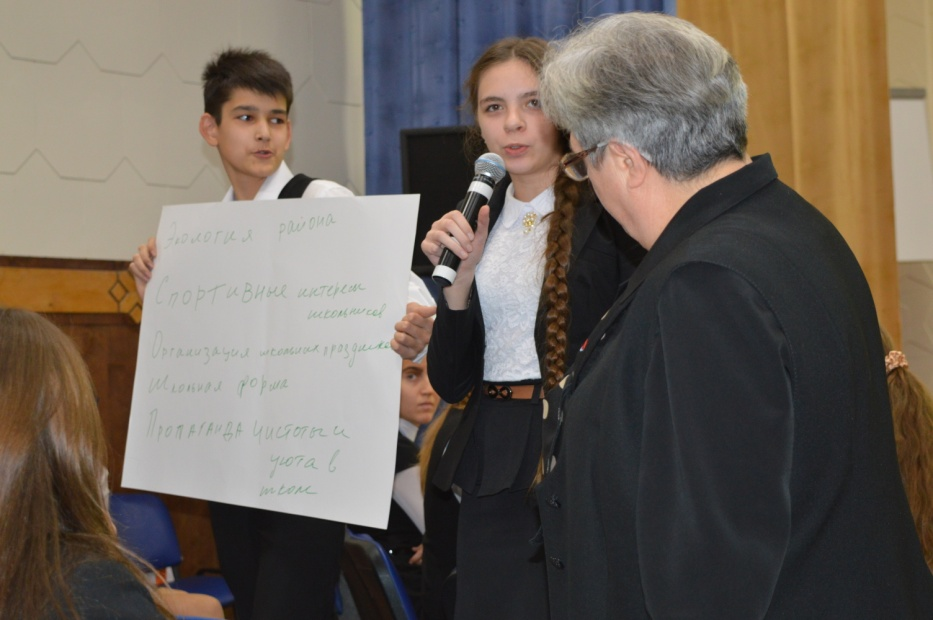 Экология района
Спортивные интересы
школьников
Организация школьных праздников
Школьная форма
Пропаганда чистоты и
уюта в
школе